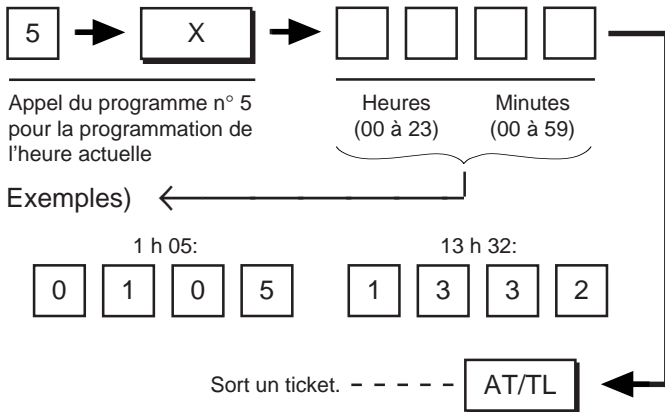 5 X
Appel du programme n° 5
pour la programmation de
l'heure actuelle
Heures
(00 à 23)
Minutes
(00 à 59)
Exemples)
1 h 05:
0 1 0 5
13 h 32:
1 3 3 2
Sort un ticket. - - - - - - AT/TL